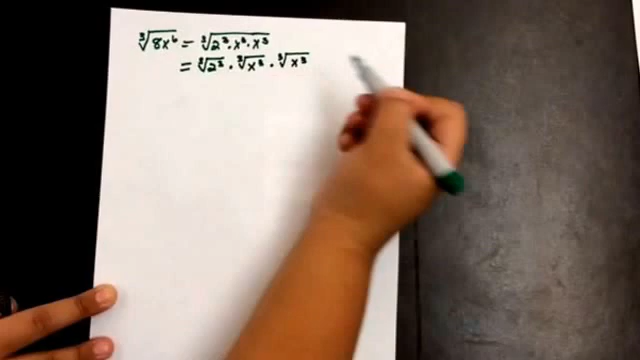 ∛8x⁶ = ∛2³·x³·x³
= ∛2³ · ∛x³ · ∛x³